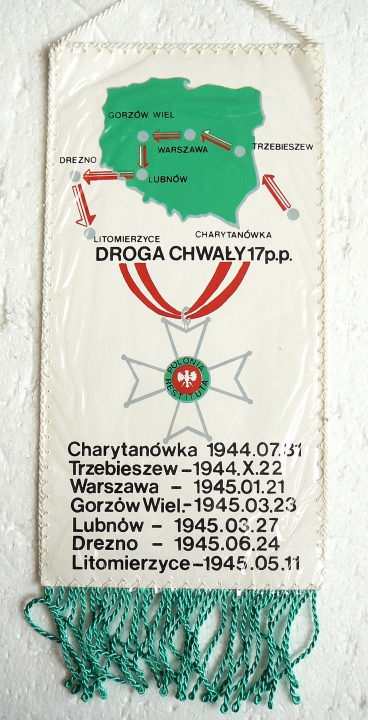 GORZÓW WIEL
WARSZAWA
TRZEBIESZEW
DREZNO
LUBNÓW
LITOMIERZYCE
CHARYTANÓWKA
DROGA CHWAŁY 17p.p.
POLONIA
RESTITUTA
Charytanówka 1944.07.31
Trzebieszew – 1944.X.22
Warszawa – 1945.01.21
Gorzów Wiel. – 1945.03.23
Lubnów – 1945.03.27
Drezno – 1945.06.24
Litomierzyce – 1945.05.11